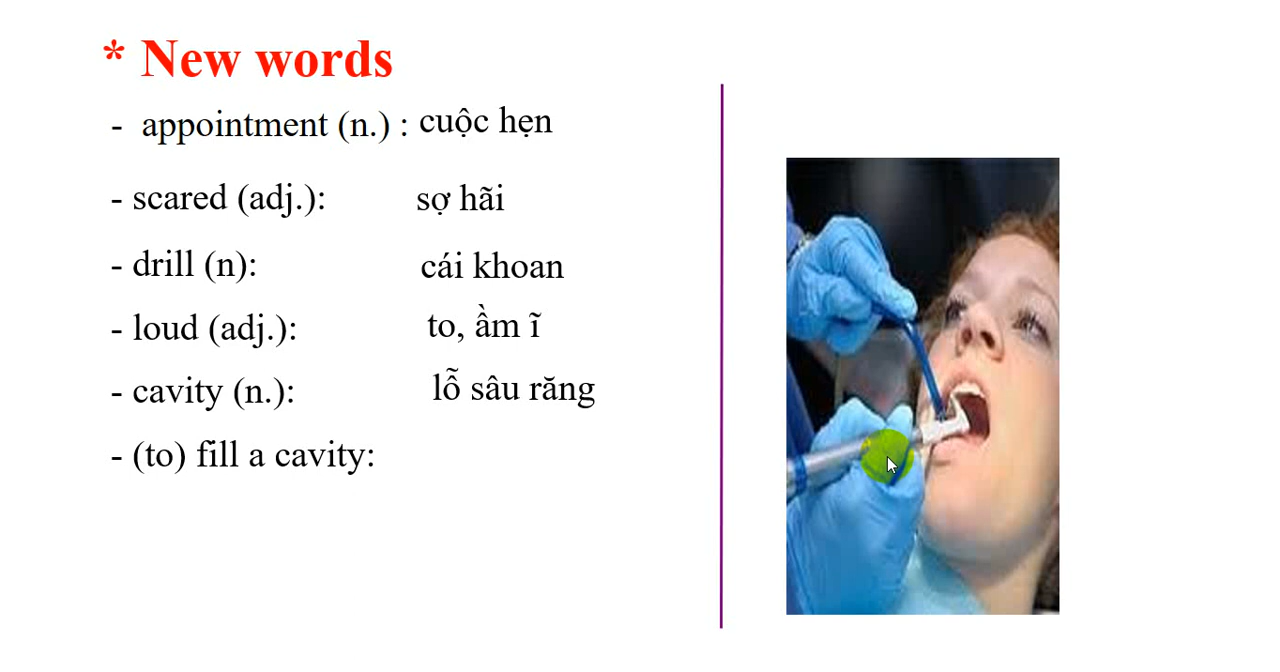 * New words
- appointment (n.) : cuộc hẹn
- scared (adj.): sợ hãi
- drill (n): cái khoan
- loud (adj.): to, ầm ĩ
- cavity (n.): lỗ sâu răng
- (to) fill a cavity: